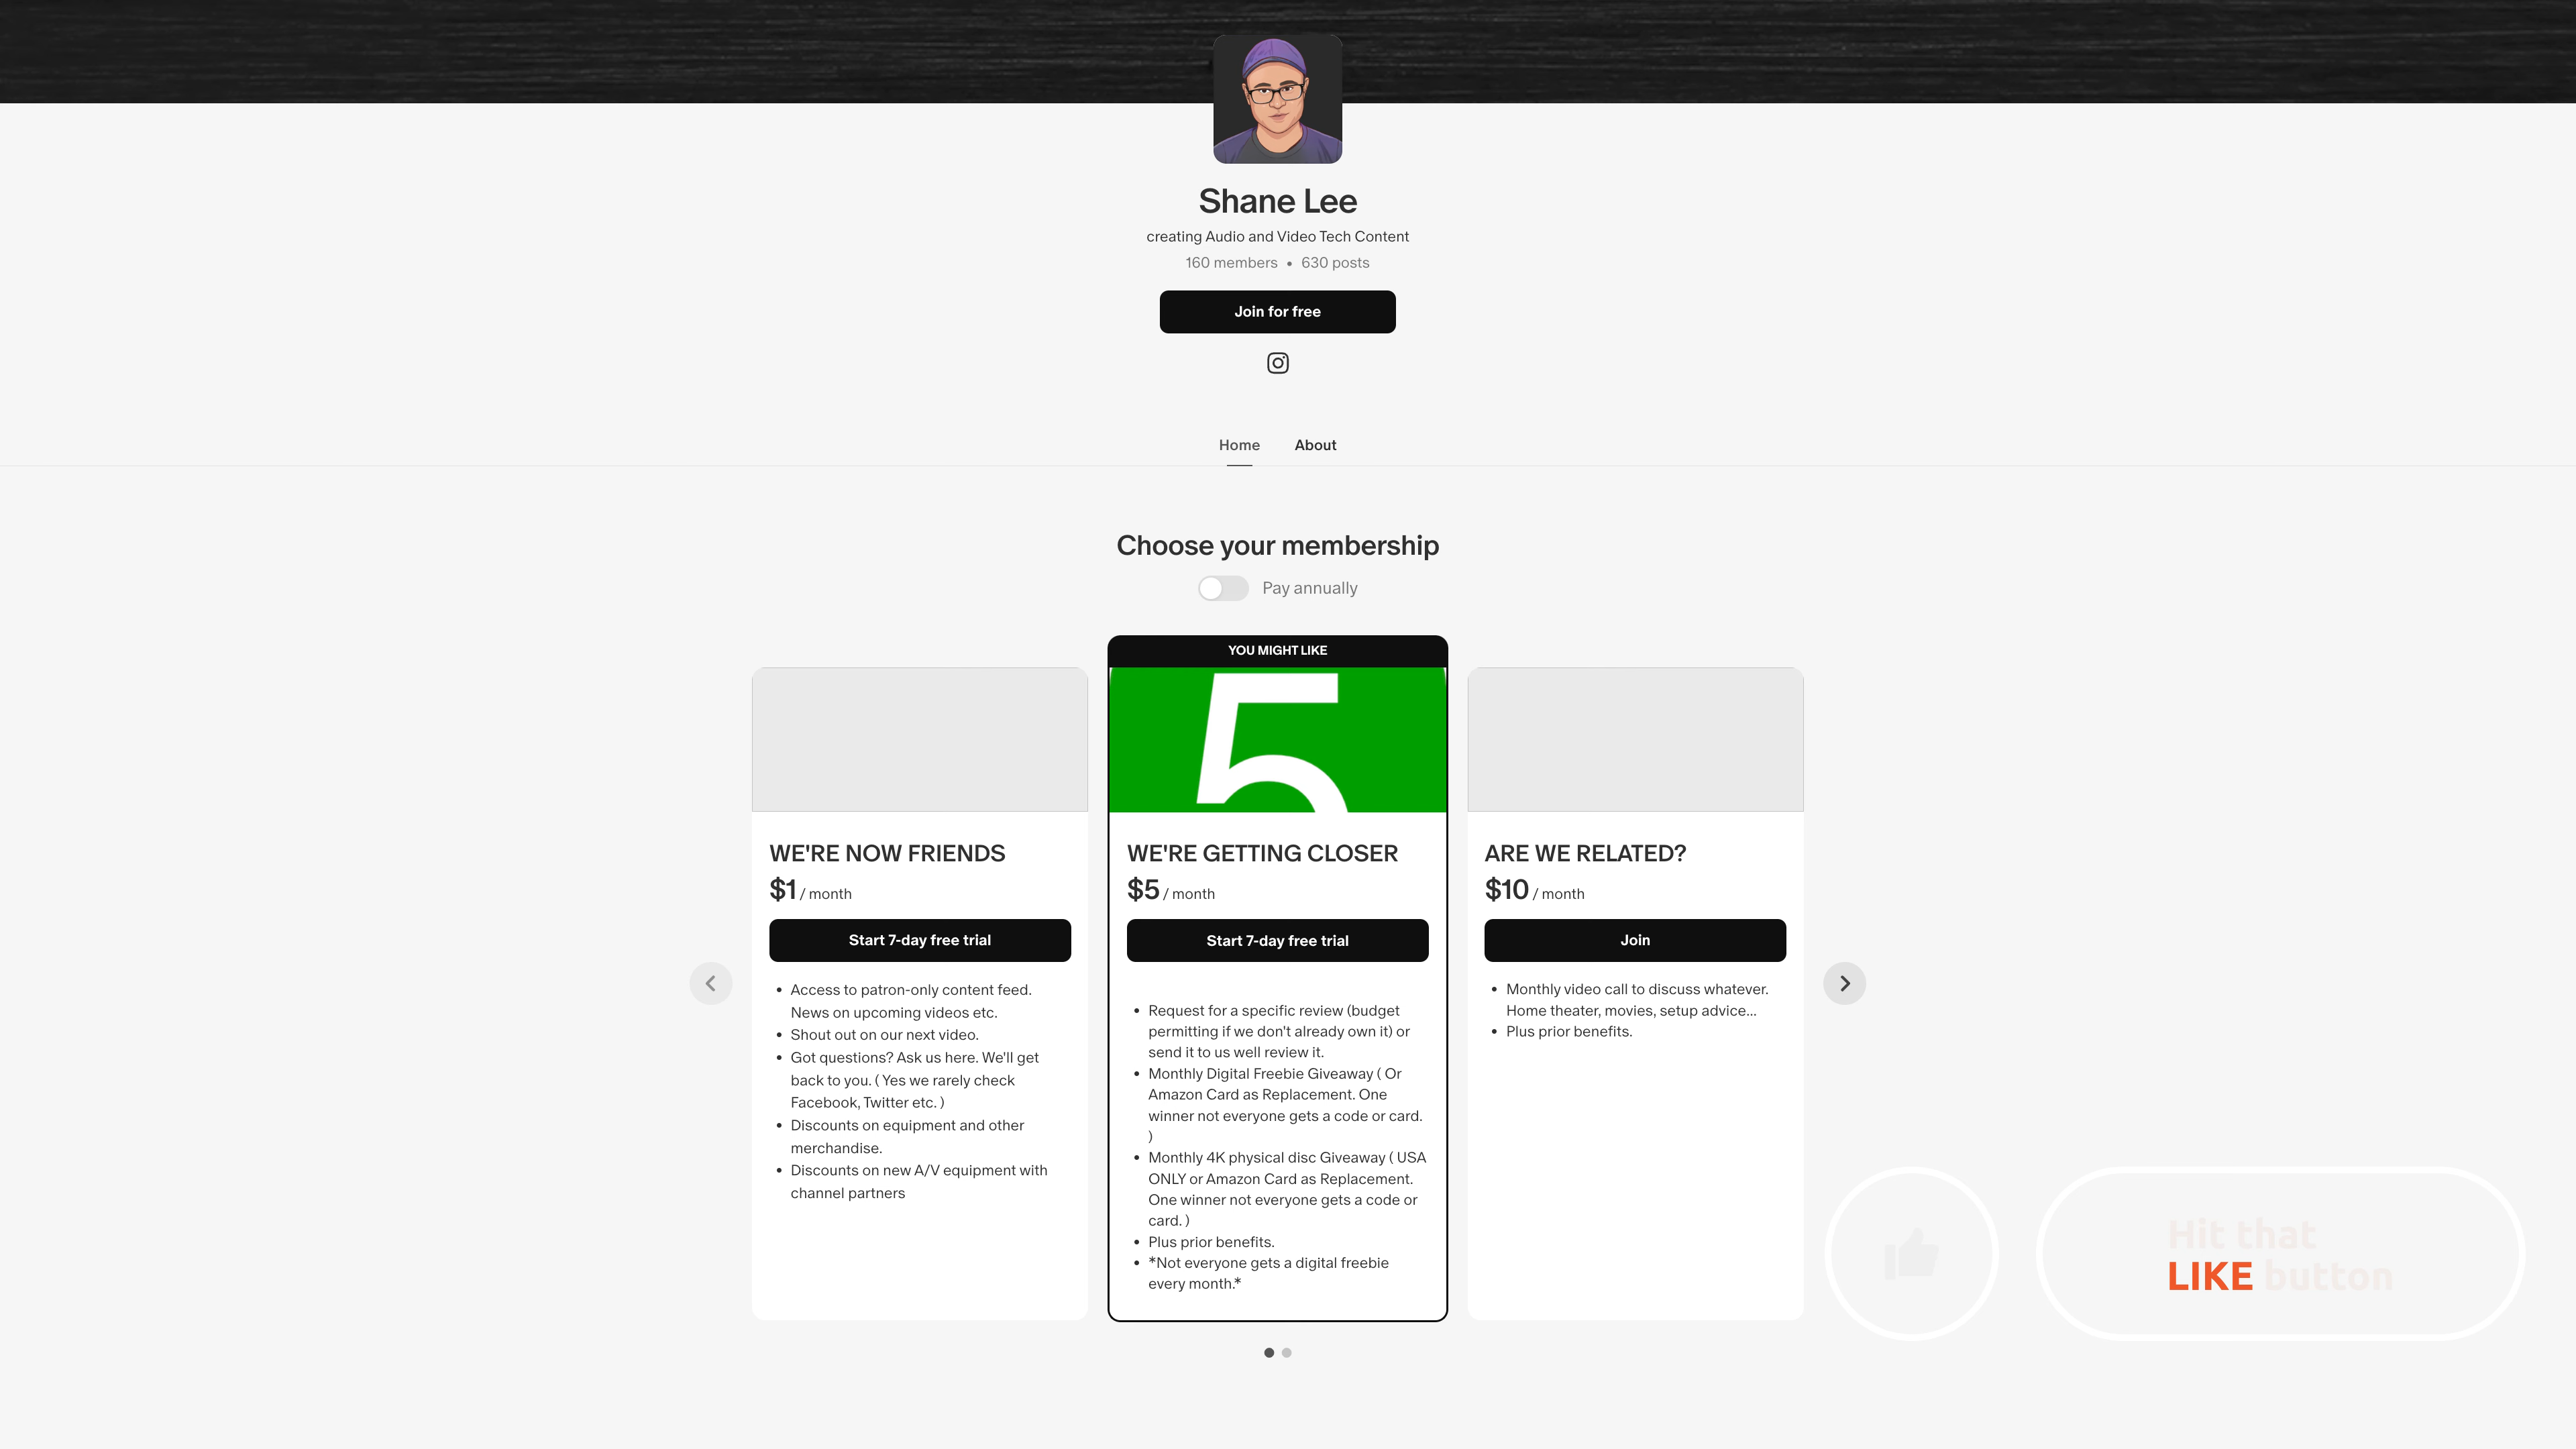 Shane Lee
creating Audio and Video Tech Content
160 members • 630 posts
Join for free
Home
About
Choose your membership
Pay annually
WE'RE NOW FRIENDS
$1 / month
Start 7-day free trial
• Access to patron-only content feed.
News on upcoming videos etc.
• Shout out on our next video.
• Got questions? Ask us here. We'll get
back to you. ( Yes we rarely check
Facebook, Twitter etc. )
• Discounts on equipment and other
merchandise.
• Discounts on new A/V equipment with
channel partners
YOU MIGHT LIKE
5
WE'RE GETTING CLOSER
$5 / month
Start 7-day free trial
• Request for a specific review (budget
permitting if we don't already own it) or
send it to us well review it.
• Monthly Digital Freebie Giveaway ( Or
Amazon Card as Replacement. One
winner not everyone gets a code or card.
)
• Monthly 4K physical disc Giveaway ( USA
ONLY or Amazon Card as Replacement.
One winner not everyone gets a code or
card. )
• Plus prior benefits.
• *Not everyone gets a digital freebie
every month.*
ARE WE RELATED?
$10 / month
Join
• Monthly video call to discuss whatever.
Home theater, movies, setup advice...
• Plus prior benefits.
Hit that
LIKE button